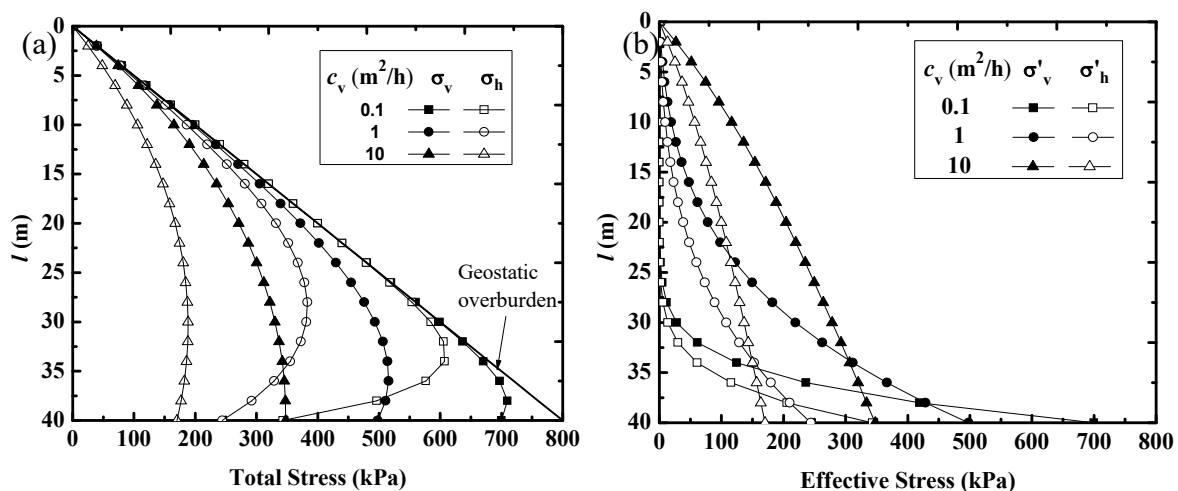 (a)
0
5
10
15
20
25
30
35
40
l (m)
c_v (m²/h) σ_v σ_h
0.1
1
10
Geostatic
overburden
0 100 200 300 400 500 600 700 800
Total Stress (kPa)
(b)
0
5
10
15
20
25
30
35
40
l (m)
c_v (m²/h) σ'_v σ'_h
0.1
1
10
0 100 200 300 400 500 600 700 800
Effective Stress (kPa)